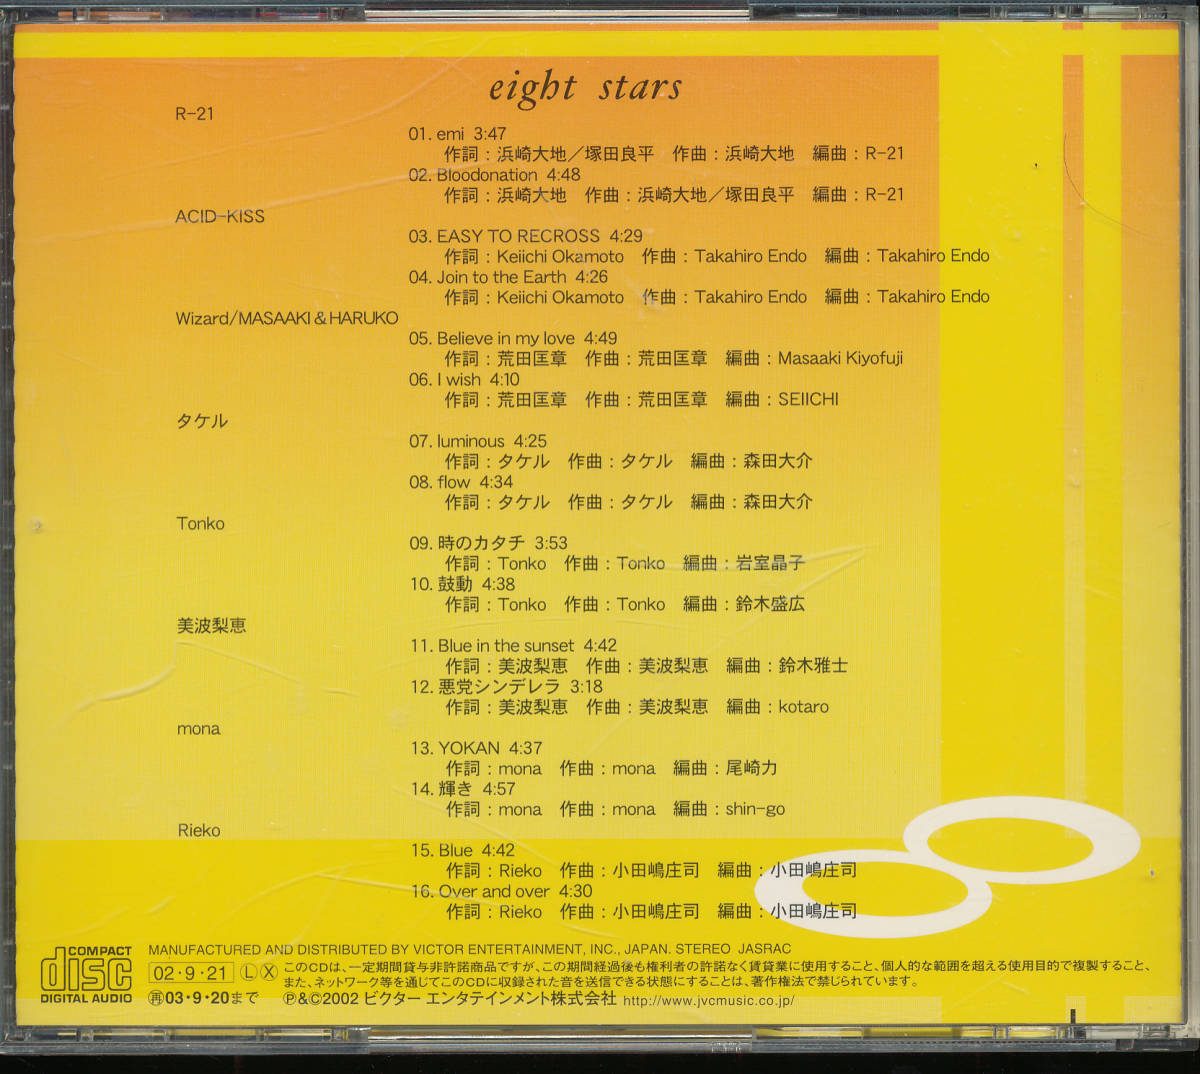 eight stars
R-21
01. emi 3:47
作詞：浜崎大地／塚田良平 作曲：浜崎大地 編曲：R-21
02. Bloodonation 4:48
作詞：浜崎大地 作曲：浜崎大地／塚田良平 編曲：R-21
ACID-KISS
03. EASY TO RECROSS 4:29
作詞：Keiichi Okamoto 作曲：Takahiro Endo 編曲：Takahiro Endo
04. Join to the Earth 4:26
作詞：Keiichi Okamoto 作曲：Takahiro Endo 編曲：Takahiro Endo
Wizard/MASAAKI & HARUKO
05. Believe in my love 4:49
作詞：荒田匡章 作曲：荒田匡章 編曲：Masaaki Kiyofuji
06. I wish 4:10
作詞：荒田匡章 作曲：荒田匡章 編曲：SEIICHI
タケル
07. luminous 4:25
作詞：タケル 作曲：タケル 編曲：森田大介
08. flow 4:34
作詞：タケル 作曲：タケル 編曲：森田大介
Tonko
09. 時のカタチ 3:53
作詞：Tonko 作曲：Tonko 編曲：岩室晶子
10. 鼓動 4:38
作詞：Tonko 作曲：Tonko 編曲：鈴木盛広
美波梨恵
11. Blue in the sunset 4:42
作詞：美波梨恵 作曲：美波梨恵 編曲：鈴木雅士
12. 悪党シンデレラ 3:18
作詞：美波梨恵 作曲：美波梨恵 編曲：kotaro
mona
13. YOKAN 4:37
作詞：mona 作曲：mona 編曲：尾崎力
14. 輝き 4:57
作詞：mona 作曲：mona 編曲：shin-go
Rieko
15. Blue 4:42
作詞：Rieko 作曲：小田嶋庄司 編曲：小田嶋庄司
16. Over and over 4:30
作詞：Rieko 作曲：小田嶋庄司 編曲：小田嶋庄司
COMPACT disc DIGITAL AUDIO
MANUFACTURED AND DISTRIBUTED BY VICTOR ENTERTAINMENT, INC., JAPAN. STEREO JASRAC
02・9・21 Ⓛ Ⓧ このCDは、一定期間貸与非許諾商品ですが、この期間経過後も権利者の許諾なく賃貸業に使用すること、個人的な範囲を超える使用目的で複製すること、
また、ネットワーク等を通じてこのCDに収録された音を送信できる状態にすることは、著作権法で禁じられています。
再03・9・20まで Ⓟ&©2002 ビクター エンタテインメント株式会社 http://www.jvcmusic.co.jp/